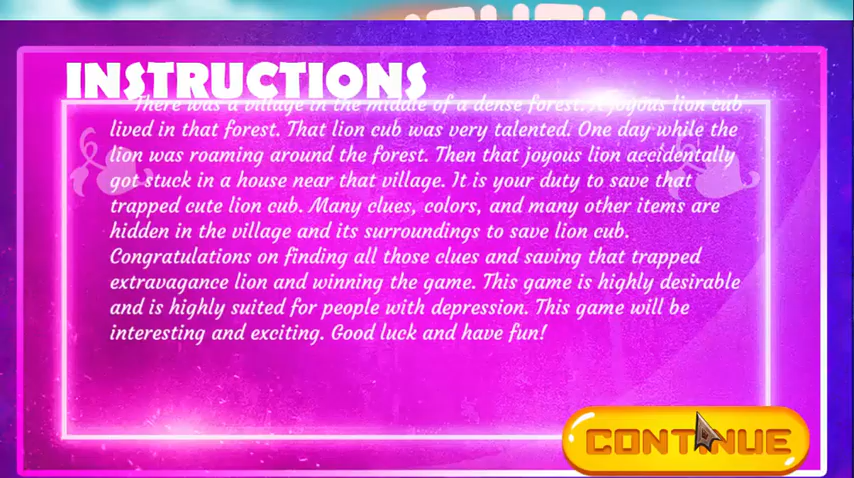 INSTRUCTIONS
There was a village in the middle of a dense forest. A joyous lion cub
lived in that forest. That lion cub was very talented. One day while the
lion was roaming around the forest. Then that joyous lion accidentally
got stuck in a house near that village. It is your duty to save that
trapped cute lion cub. Many clues, colors, and many other items are
hidden in the village and its surroundings to save lion cub.
Congratulations on finding all those clues and saving that trapped
extravagance lion and winning the game. This game is highly desirable
and is highly suited for people with depression. This game will be
interesting and exciting. Good luck and have fun!
CONTINUE